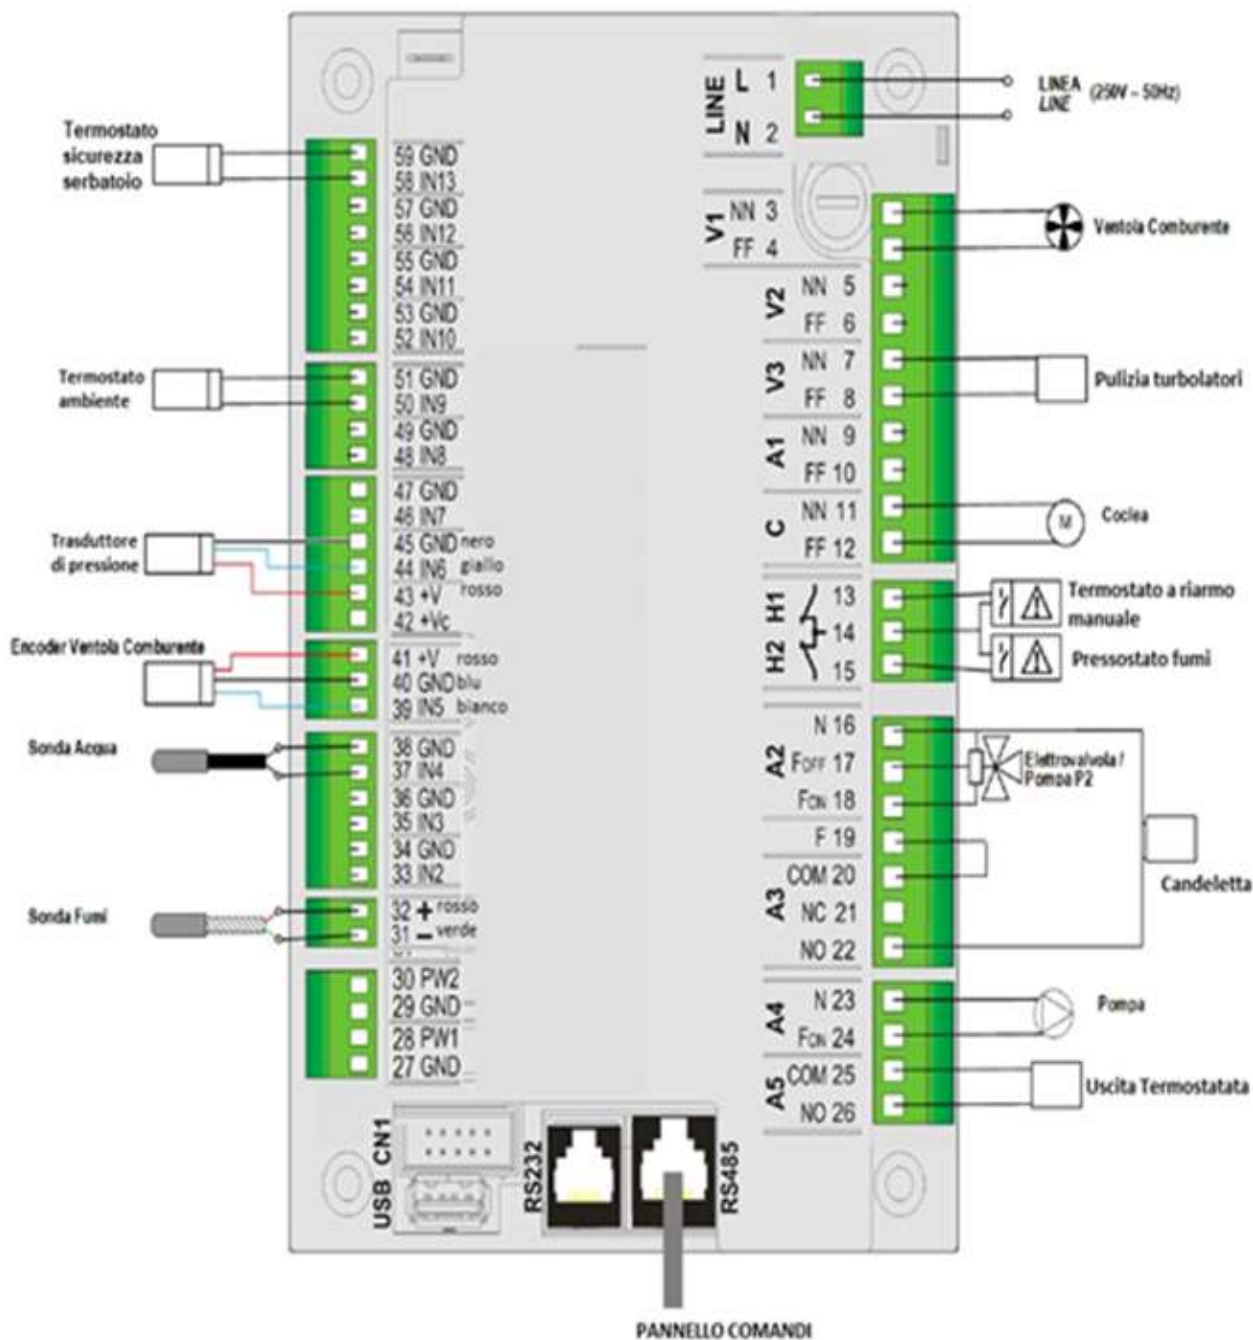 Termostato
sicurezza
serbatoio
59 GND
58 IN13
57 GND
56 IN12
55 GND
54 IN11
53 GND
52 IN10
Termostato
ambiente
51 GND
50 IN9
49 GND
48 IN8
47 GND
46 IN7
Trasduttore
di pressione
45 GND nero
44 IN6 giallo
43 +V rosso
42 +Vc
Encoder Ventola Comburente
41 +V rosso
40 GND blu
39 IN5 bianco
Sonda Acqua
38 GND
37 IN4
36 GND
35 IN3
34 GND
33 IN2
Sonda Fumi
32 + rosso
31 − verde
30 PW2
29 GND
28 PW1
27 GND
CN1
USB
RS232
RS485
PANNELLO COMANDI
LINE
L 1
N 2
LINEA
LINE
(250V – 50Hz)
V1
NN 3
FF 4
Ventola Comburente
V2
NN 5
FF 6
V3
NN 7
FF 8
Pulizia turbolatori
A1
NN 9
FF 10
C
NN 11
FF 12
M
Coclea
H1
H2
13
14
15
Termostato a riarmo
manuale
Pressostato fumi
A2
N 16
FOFF 17
FON 18
Elettrovalvola /
Pompa P2
F 19
A3
COM 20
NC 21
NO 22
Candeletta
A4
N 23
FON 24
Pompa
A5
COM 25
NO 26
Uscita Termostatata